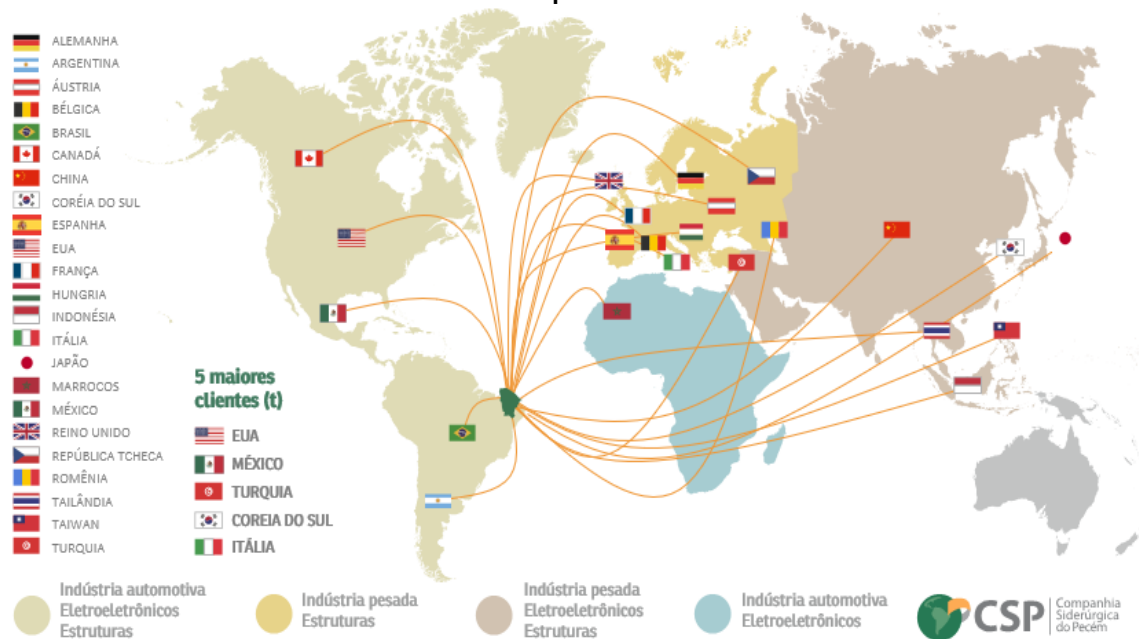 ALEMANHA
ARGENTINA
ÁUSTRIA
BÉLGICA
BRASIL
CANADÁ
CHINA
CORÉIA DO SUL
ESPANHA
EUA
FRANÇA
HUNGRIA
INDONÉSIA
ITÁLIA
JAPÃO
MARROCOS
MÉXICO
REINO UNIDO
REPÚBLICA TCHECA
ROMÊNIA
TAILÂNDIA
TAIWAN
TURQUIA
5 maiores
clientes (t)
EUA
MÉXICO
TURQUIA
COREIA DO SUL
ITÁLIA
Indústria automotiva
Eletroeletrônicos
Estruturas
Indústria pesada
Estruturas
Indústria pesada
Eletroeletrônicos
Estruturas
Indústria automotiva
Eletroeletrônicos
CSP
Companhia
Siderúrgica
do Pecém